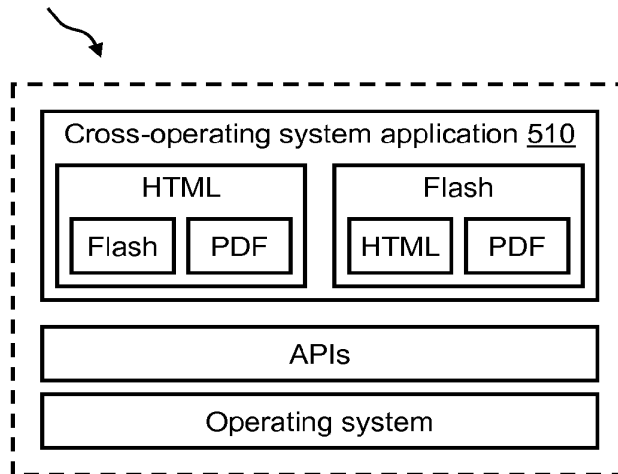 Cross-operating system application 510
HTML
Flash
Flash
PDF
HTML
PDF
APIs
Operating system